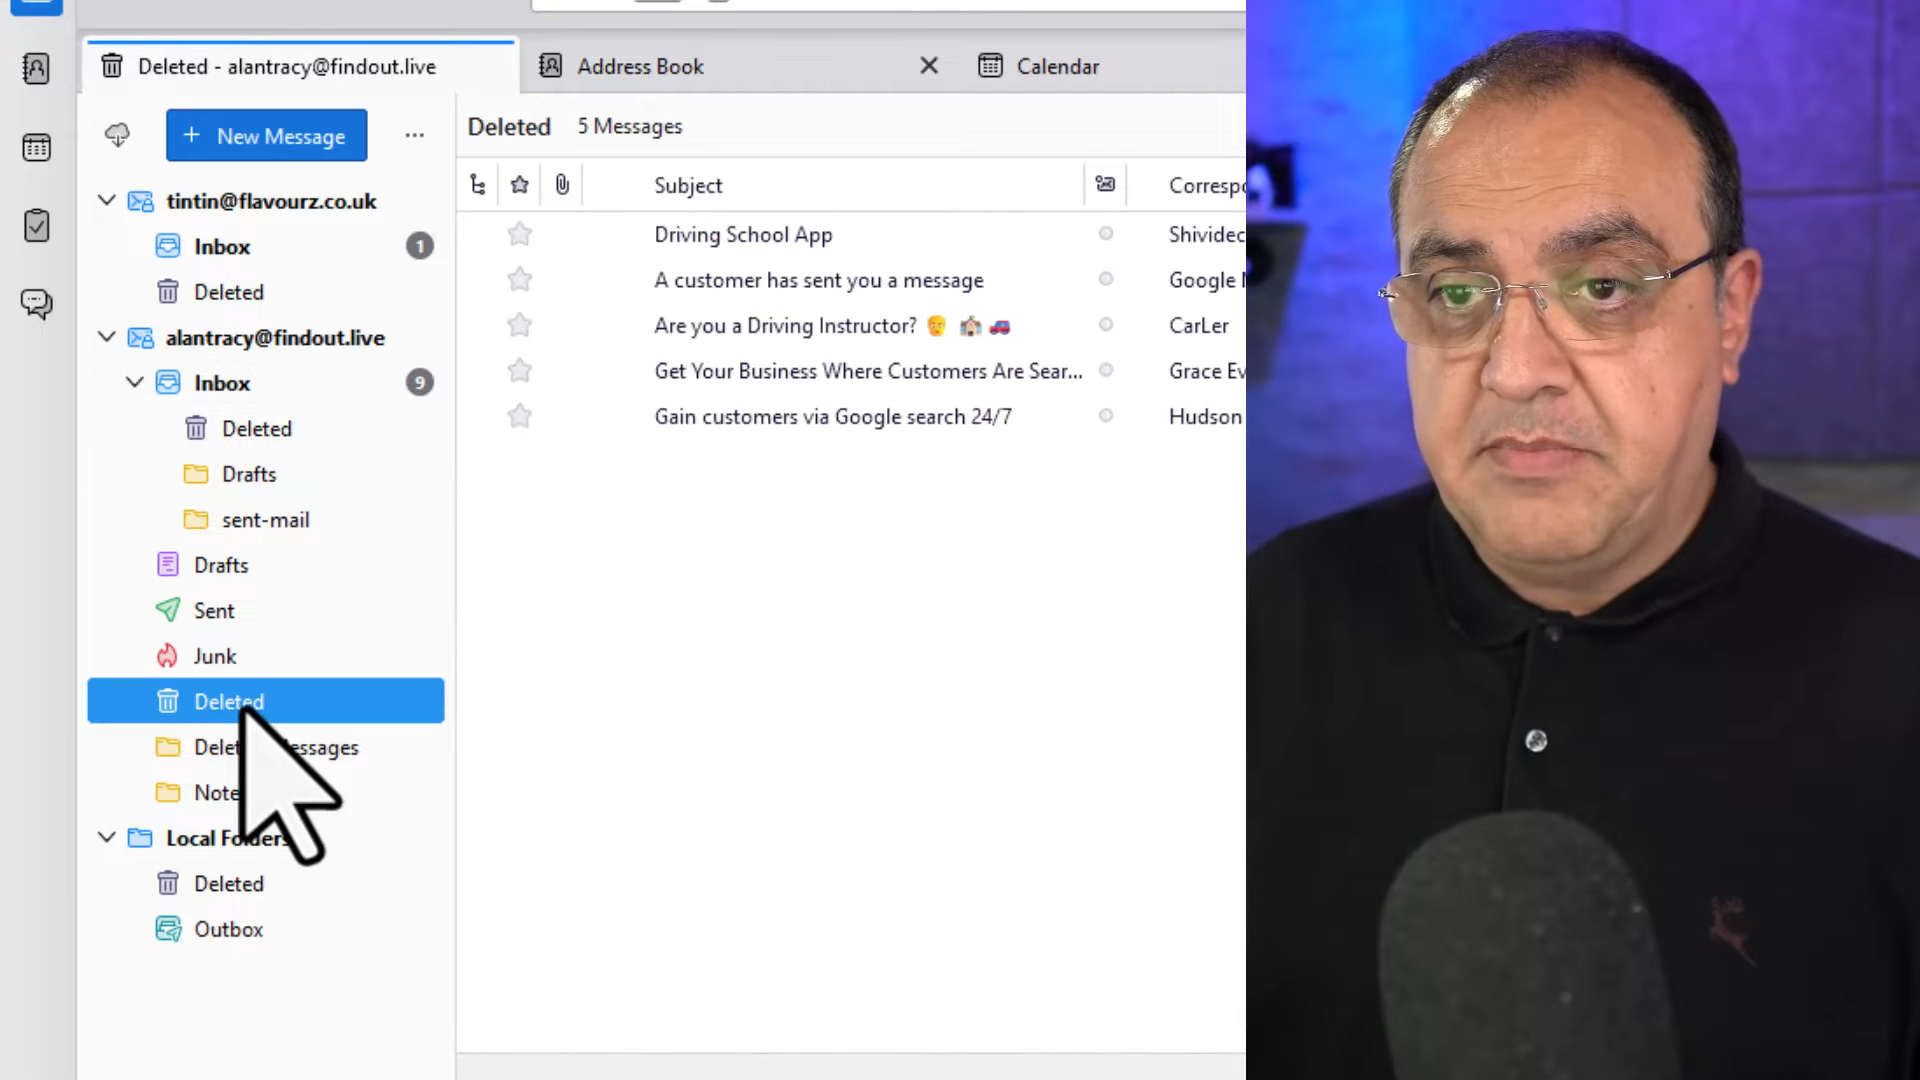 Deleted - alantracy@findout.live
Address Book
Calendar
+ New Message
Deleted 5 Messages
Subject
tintin@flavourz.co.uk
Inbox 1
Deleted
alantracy@findout.live
Inbox 9
Deleted
Drafts
sent-mail
Drafts
Sent
Junk
Deleted
Local
Deleted
Outbox
Driving School App
A customer has sent you a message Google
Are you a Driving Instructor? 👨 🏫 🚗 CarLer
Get Your Business Where Customers Are Sear... Grace
Gain customers via Google search 24/7 Hudson